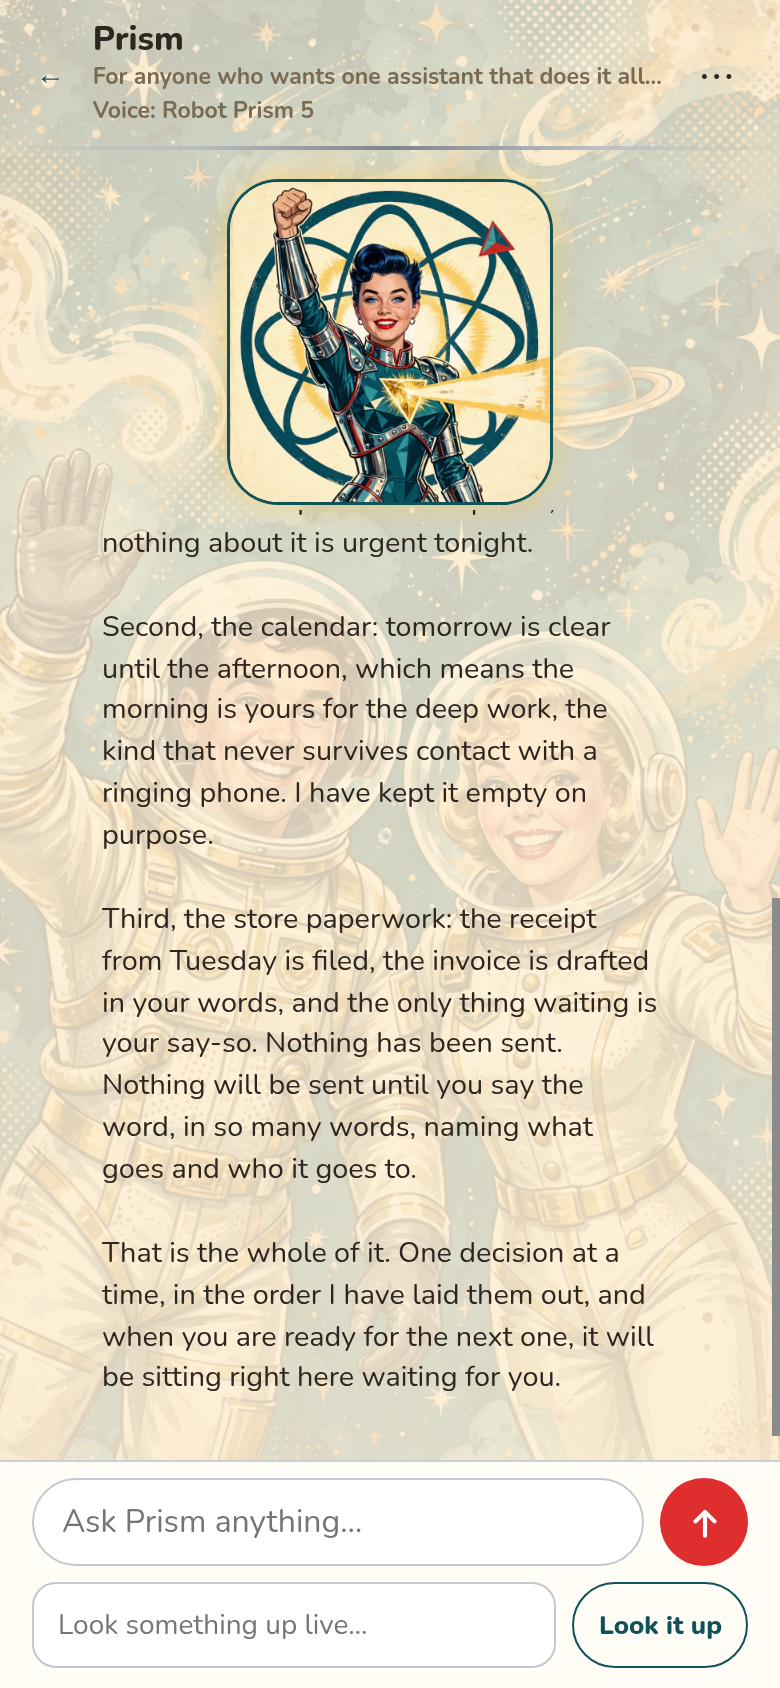 Prism
For anyone who wants one assistant that does it all...
Voice: Robot Prism 5
nothing about it is urgent tonight.
Second, the calendar: tomorrow is clear
until the afternoon, which means the
morning is yours for the deep work, the
kind that never survives contact with a
ringing phone. I have kept it empty on
purpose.
Third, the store paperwork: the receipt
from Tuesday is filed, the invoice is drafted
in your words, and the only thing waiting is
your say-so. Nothing has been sent.
Nothing will be sent until you say the
word, in so many words, naming what
goes and who it goes to.
That is the whole of it. One decision at a
time, in the order I have laid them out, and
when you are ready for the next one, it will
be sitting right here waiting for you.
Ask Prism anything...
Look something up live...
Look it up